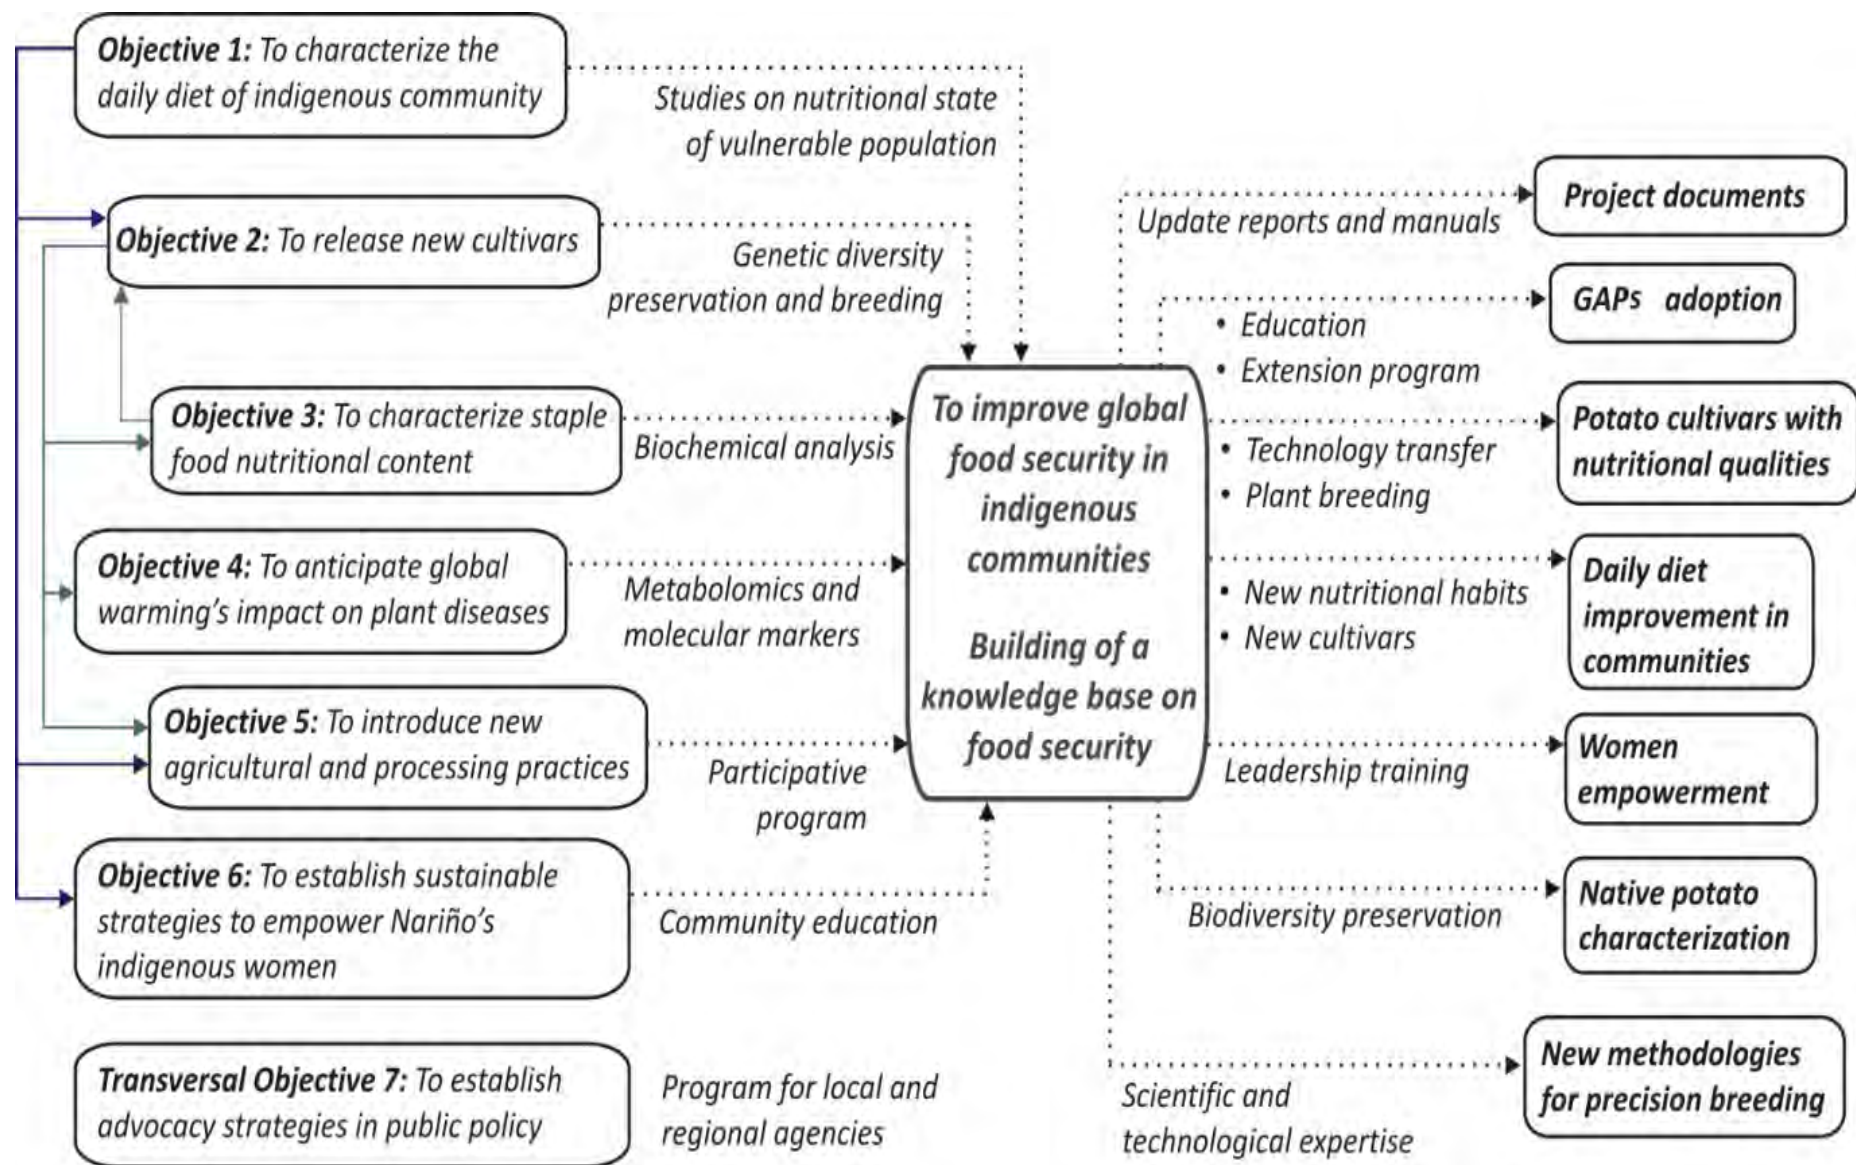 Objective 1: To characterize the
daily diet of indigenous community
Studies on nutritional state
of vulnerable population
Objective 2: To release new cultivars
Genetic diversity
preservation and breeding
Objective 3: To characterize staple
food nutritional content
Biochemical analysis
Objective 4: To anticipate global
warming's impact on plant diseases
Metabolomics and
molecular markers
Objective 5: To introduce new
agricultural and processing practices
Participative
program
Objective 6: To establish sustainable
strategies to empower Nariño's
indigenous women
Community education
Transversal Objective 7: To establish
advocacy strategies in public policy
Program for local and
regional agencies
To improve global
food security in
indigenous
communities
Building of a
knowledge base on
food security
Update reports and manuals
Project documents
• Education
• Extension program
GAPs adoption
• Technology transfer
• Plant breeding
Potato cultivars with
nutritional qualities
• New nutritional habits
• New cultivars
Daily diet
improvement in
communities
Leadership training
Women
empowerment
Biodiversity preservation
Native potato
characterization
Scientific and
technological expertise
New methodologies
for precision breeding